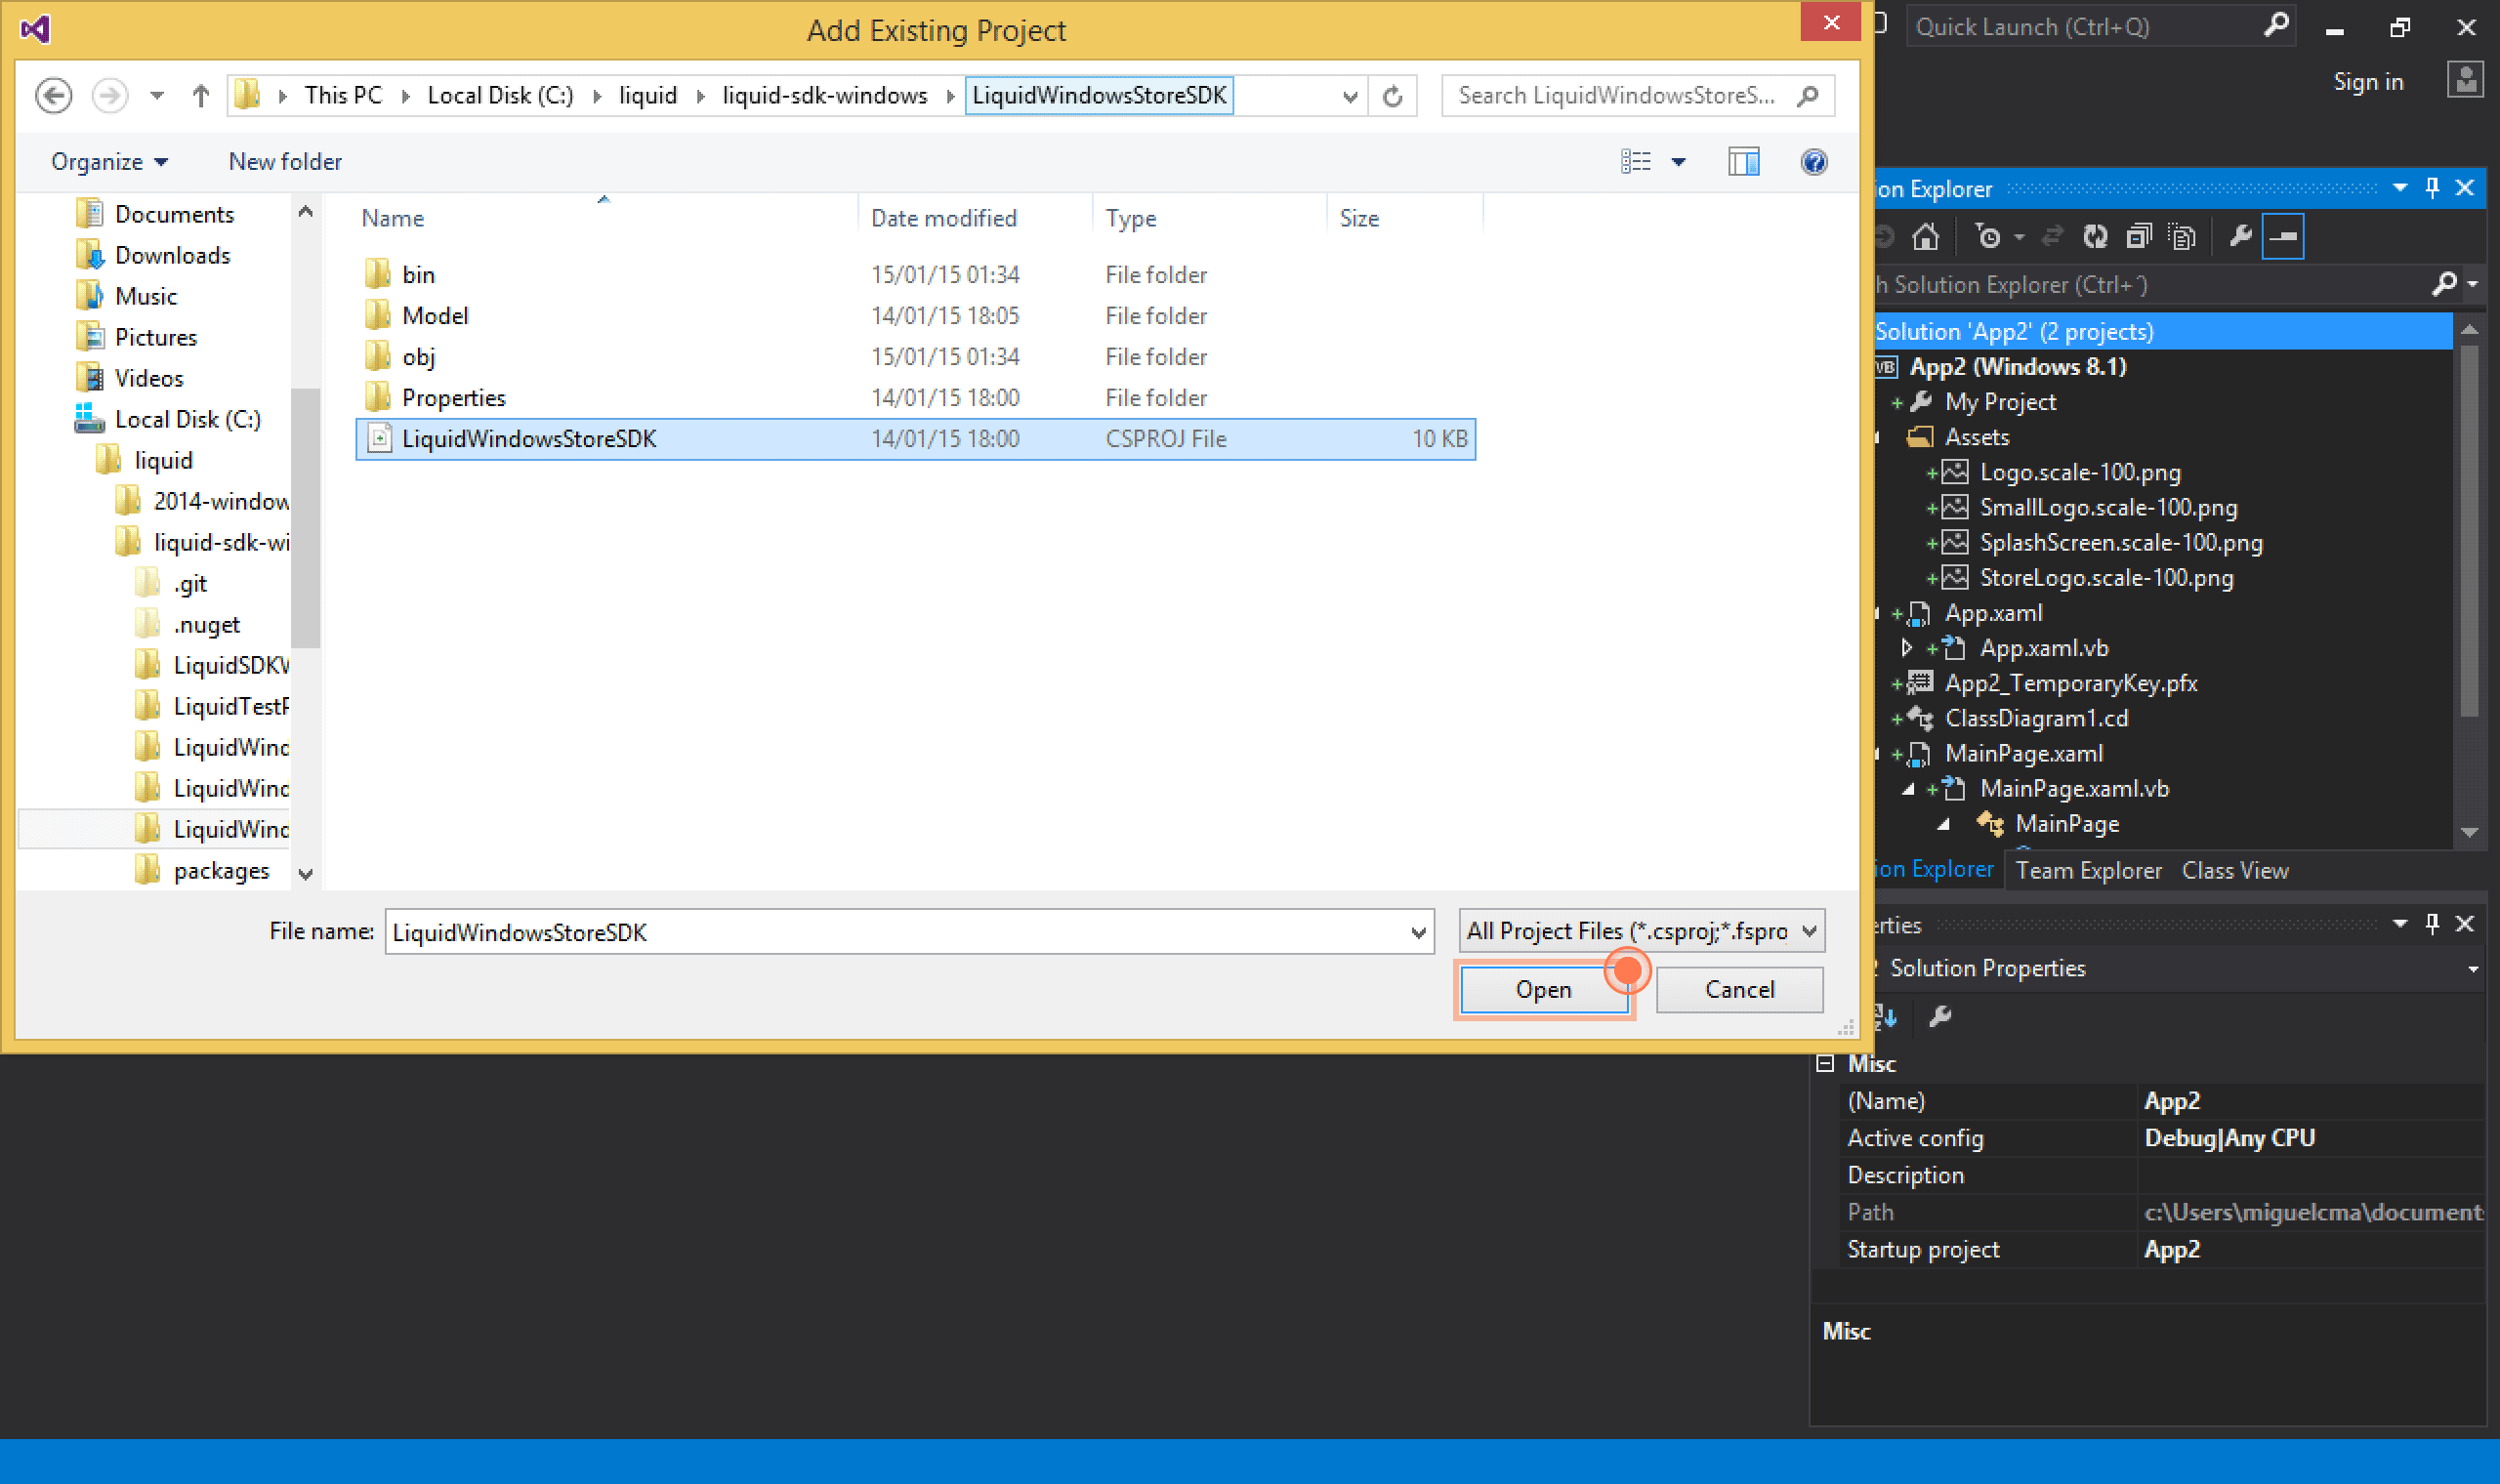 Add Existing Project
Quick Launch (Ctrl+Q)
Sign in
This PC
Local Disk (C:)
liquid
liquid-sdk-windows
LiquidWindowsStoreSDK
Search LiquidWindowsStoreS...
Organize
New folder
Name
Date modified
Type
Size
Documents
Downloads
Music
Pictures
Videos
Local Disk (C:)
liquid
2014-window
liquid-sdk-wi
.git
.nuget
LiquidSDKW
LiquidTestP
LiquidWind
LiquidWind
LiquidWind
packages
bin 15/01/15 01:34 File folder
Model 14/01/15 18:05 File folder
obj 15/01/15 01:34 File folder
Properties 14/01/15 18:00 File folder
LiquidWindowsStoreSDK 14/01/15 18:00 CSPROJ File 10 KB
File name: LiquidWindowsStoreSDK
All Project Files (*.csproj;*.fspro
Open
Cancel
ion Explorer
h Solution Explorer (Ctrl+´)
Solution 'App2' (2 projects)
VB App2 (Windows 8.1)
My Project
Assets
Logo.scale-100.png
SmallLogo.scale-100.png
SplashScreen.scale-100.png
StoreLogo.scale-100.png
App.xaml
App.xaml.vb
App2_TemporaryKey.pfx
ClassDiagram1.cd
MainPage.xaml
MainPage.xaml.vb
MainPage
ion Explorer
Team Explorer
Class View
erties
2 Solution Properties
Misc
(Name) App2
Active config Debug|Any CPU
Description
Path c:\Users\miguelcma\document
Startup project App2
Misc